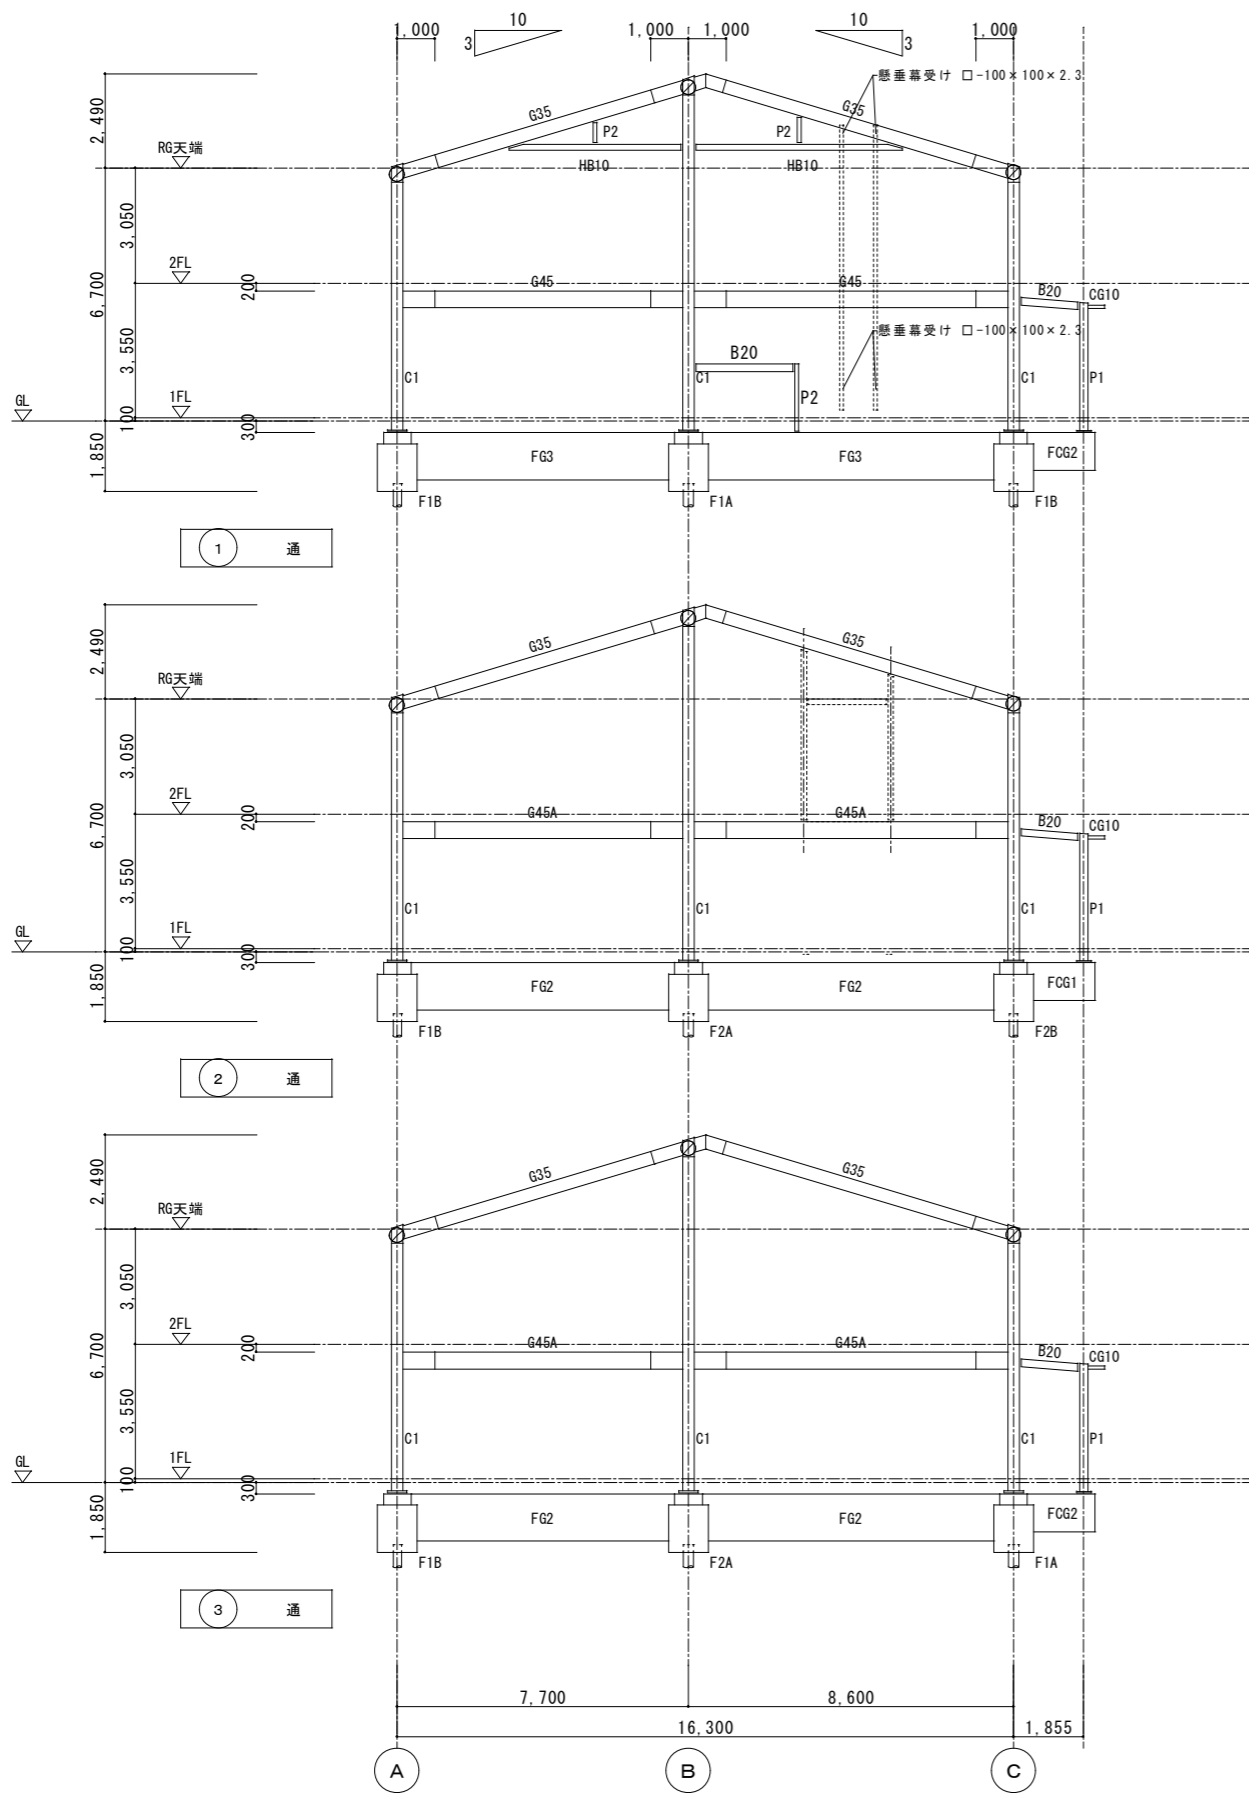 1,000
10
3
1,000
1,000
10
3
1,000
懸垂幕受け □-100×100×2.3
2,490
G35
G35
P2
P2
RG天端
HB10
HB10
3,050
2FL
200
G45
G45
B20
CG10
6,700
懸垂幕受け □-100×100×2.3
3,550
B20
C1
C1
P2
C1
P1
GL
1FL
100
300
1,850
FG3
FG3
FCG2
F1B
F1A
F1B
1 通
2,490
G35
G35
RG天端
3,050
2FL
200
G45A
G45A
B20
CG10
6,700
3,550
C1
C1
C1
P1
GL
1FL
100
300
1,850
FG2
FG2
FCG1
F1B
F2A
F2B
2 通
2,490
G35
G35
RG天端
3,050
2FL
200
G45A
G45A
B20
CG10
6,700
3,550
C1
C1
C1
P1
GL
1FL
100
300
1,850
FG2
FG2
FCG2
F1B
F2A
F1A
3 通
7,700
8,600
16,300
1,855
A
B
C